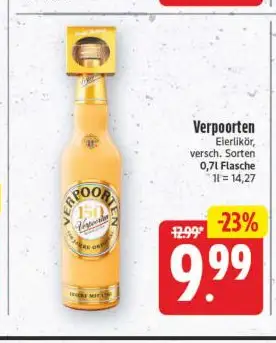 VERPOORTEN
150
Verpoorten
Verpoorten
Eierlikör,
versch. Sorten
0,7l Flasche
1l = 14,27
-23%
12.99*
9.99